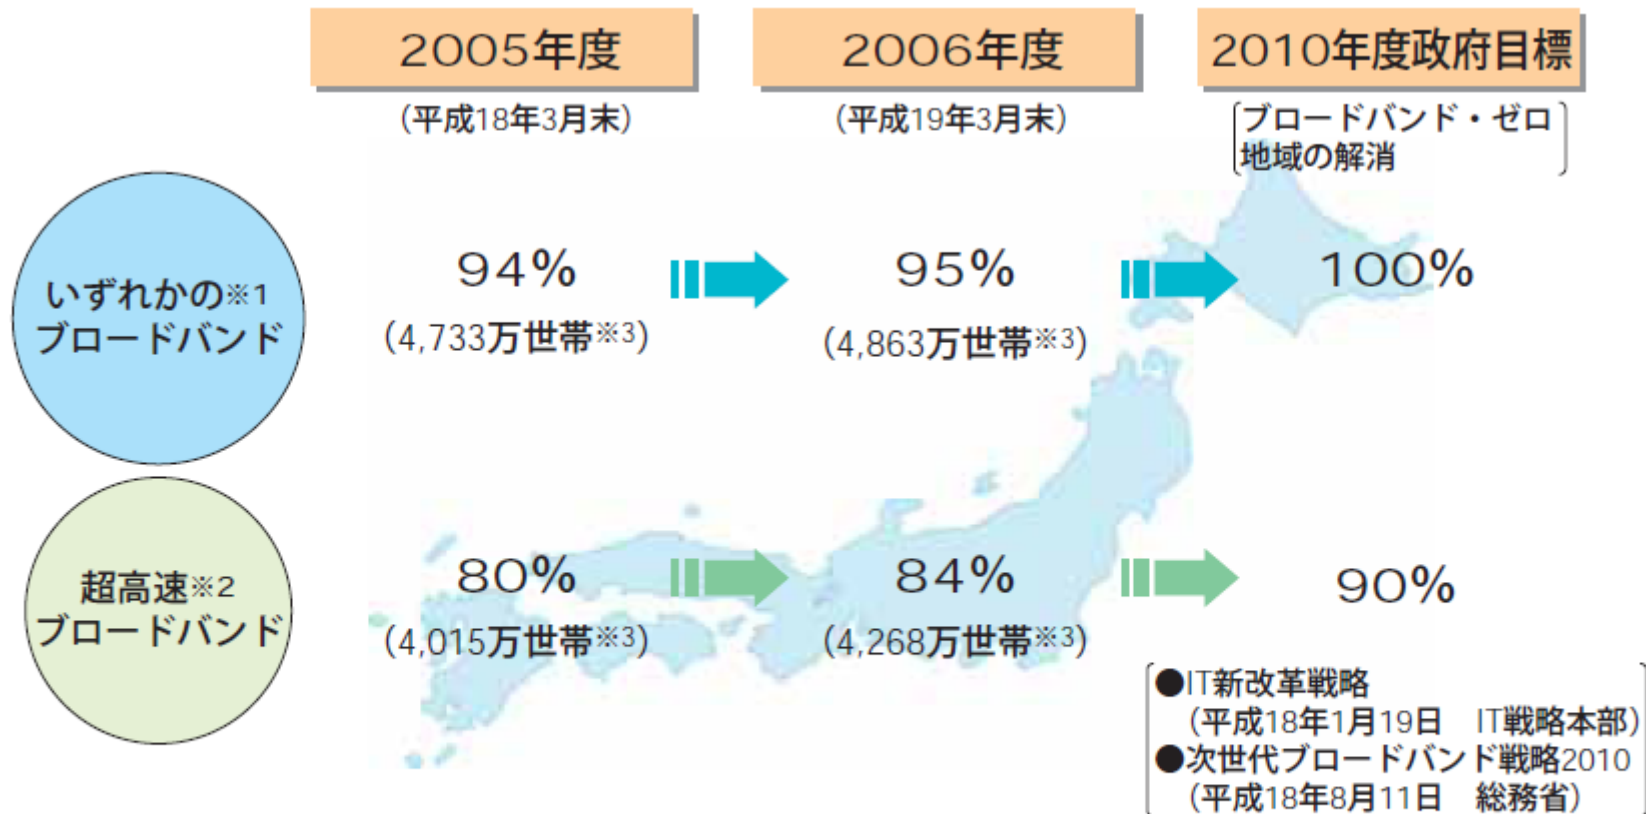 2005年度
2006年度
2010年度政府目標
(平成18年3月末)
(平成19年3月末)
ブロードバンド・ゼロ
地域の解消
いずれかの※1
ブロードバンド
94%
95%
100%
(4,733万世帯※3)
(4,863万世帯※3)
超高速※2
ブロードバンド
80%
84%
90%
(4,015万世帯※3)
(4,268万世帯※3)
●IT新改革戦略
(平成18年1月19日 IT戦略本部)
●次世代ブロードバンド戦略2010
(平成18年8月11日 総務省)